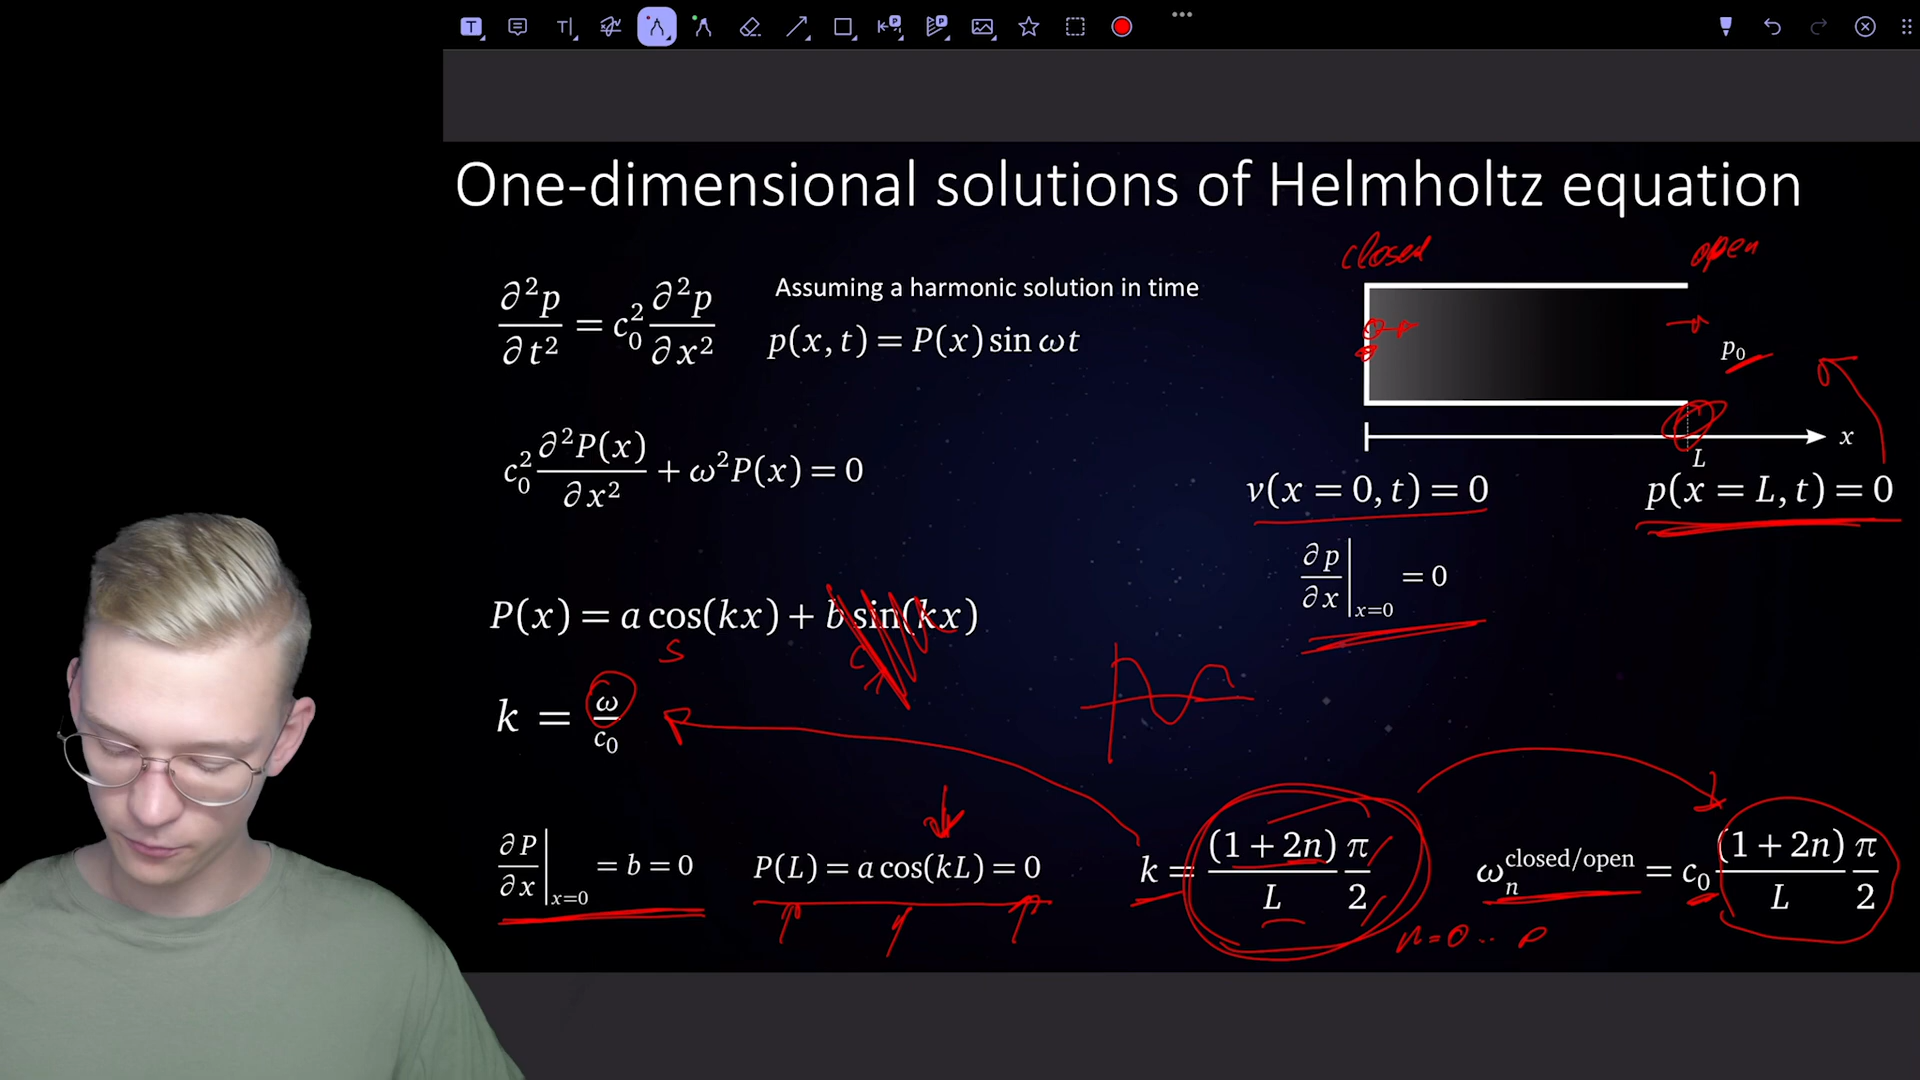 One-dimensional solutions of Helmholtz equation
closed
open
∂²p/∂t² = c₀² ∂²p/∂x²
Assuming a harmonic solution in time
p(x, t) = P(x) sin ωt
p₀
x
L
c₀² ∂²P(x)/∂x² + ω²P(x) = 0
v(x = 0, t) = 0
p(x = L, t) = 0
∂p/∂x|ₓ₌₀ = 0
P(x) = a cos(kx) + b sin(kx)
s
k = ω/c₀
∂P/∂x|ₓ₌₀ = b = 0
P(L) = a cos(kL) = 0
k = (1 + 2n)/L π/2
ωₙ^closed/open = c₀ (1 + 2n)/L π/2
n=0..